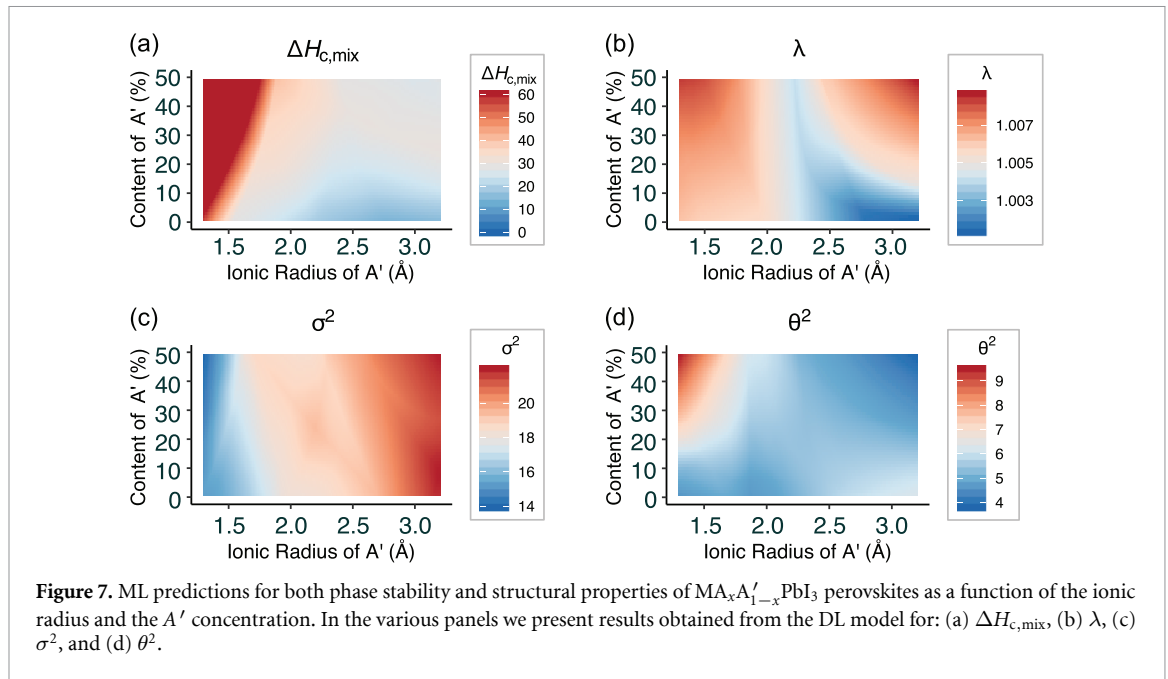 (a)
ΔHc,mix
Content of A' (%)
50
40
30
20
10
0
1.5 2.0 2.5 3.0
Ionic Radius of A' (Å)
ΔHc,mix
60
50
40
30
20
10
0
(b)
λ
Content of A' (%)
50
40
30
20
10
0
1.5 2.0 2.5 3.0
Ionic Radius of A' (Å)
λ
1.007
1.005
1.003
(c)
σ²
Content of A' (%)
50
40
30
20
10
0
1.5 2.0 2.5 3.0
Ionic Radius of A' (Å)
σ²
20
18
16
14
(d)
θ²
Content of A' (%)
50
40
30
20
10
0
1.5 2.0 2.5 3.0
Ionic Radius of A' (Å)
θ²
9
8
7
6
5
4
Figure 7. ML predictions for both phase stability and structural properties of MAₓA′₁₋ₓPbI₃ perovskites as a function of the ionic
radius and the A′ concentration. In the various panels we present results obtained from the DL model for: (a) ΔHc,mix, (b) λ, (c)
σ², and (d) θ².